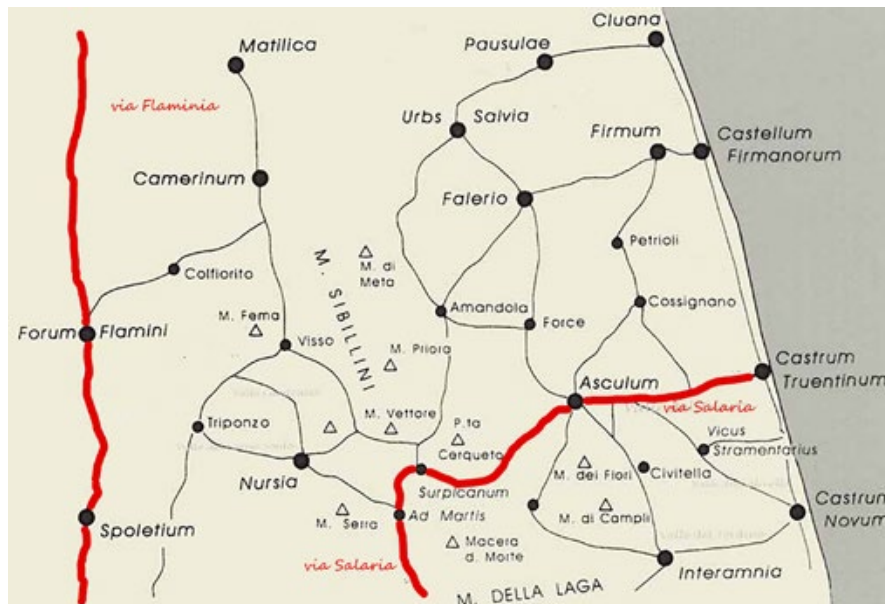 Cluana
Matilica
Pausulae
via Flaminia
Urbs
Salvia
Firmum
Castellum
Firmanorum
Camerinum
Falerio
Petrioli
M. SIBILLINI
M. di
Meta
Colfiorito
Amandola
Cossignano
M. Fema
Force
Forum
Flamini
Visso
M. Priora
Castrum
Truentinum
Asculum
via Salaria
Triponzo
M. Vettore
P.ta
Cerqueto
Vicus
Stramentarius
Nursia
Surpicanum
M. dei Fiori
Civitella
Castrum
Novum
M. Serra
Ad Martis
M. di Campli
Spoletium
Macera
d. Morte
via Salaria
Interamnia
M. DELLA LAGA